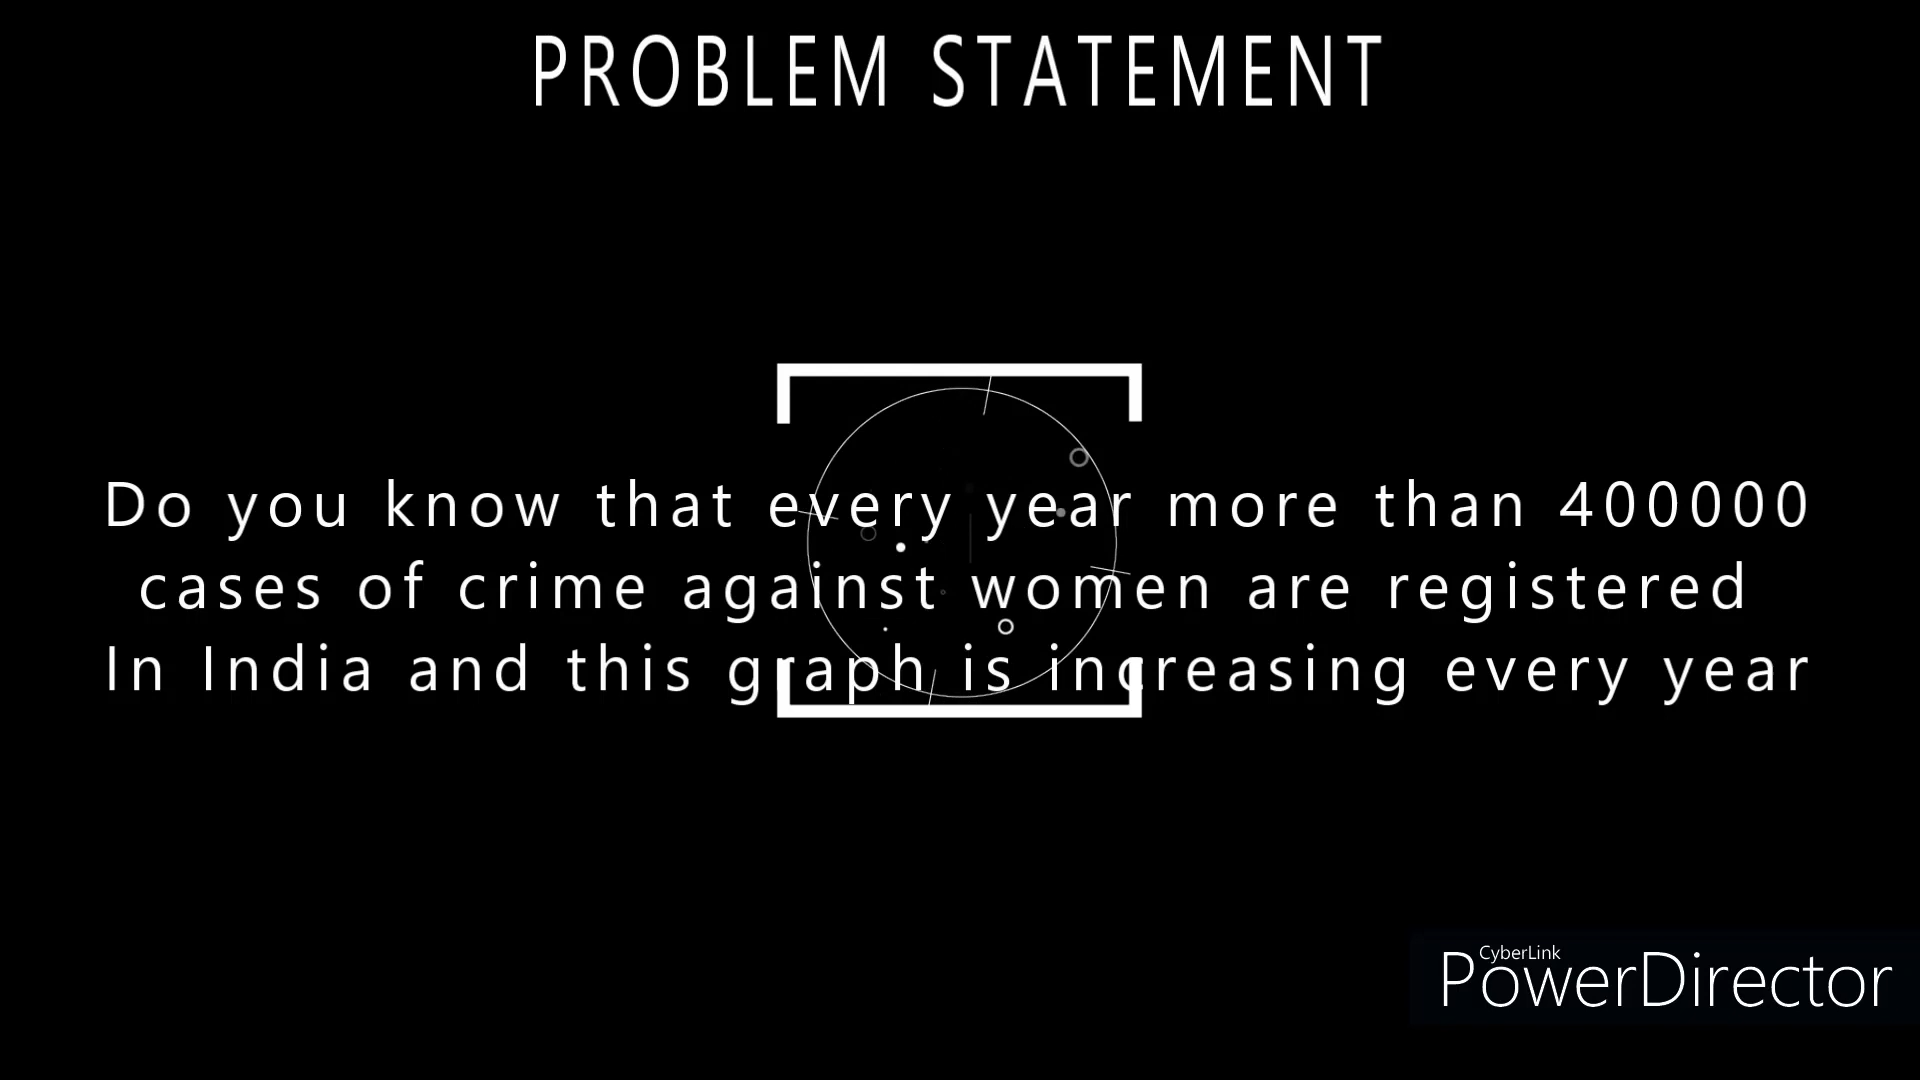 PROBLEM STATEMENT
Do you know that every year more than 400000
cases of crime against women are registered
In India and this graph is increasing every year
CyberLink
PowerDirector